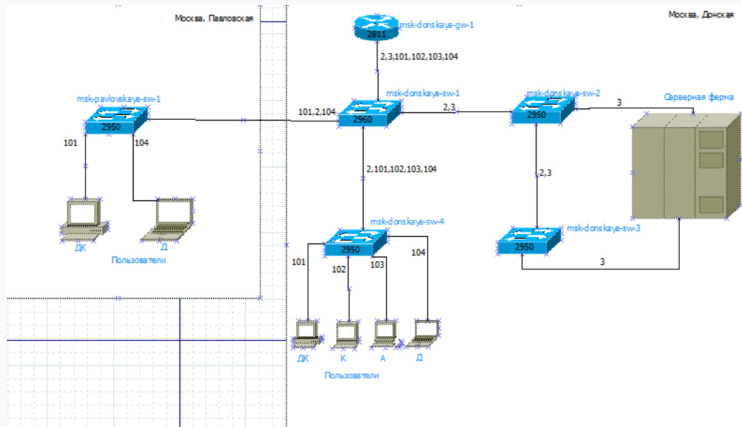 Москва, Павловская
Москва, Донская
msk-donskaya-gw-1
2811
2,3,101,102,103,104
msk-pavlovskaya-sw-1
2950
101
104
101,2,104
msk-donskaya-sw-1
2960
2,3
msk-donskaya-sw-2
2950
3
Серверная ферма
2,101,102,103,104
2,3
ДК
Д
Пользователи
msk-donskaya-sw-4
2950
101
102
103
104
msk-donskaya-sw-3
2950
3
ДК
К
А
Д
Пользователи